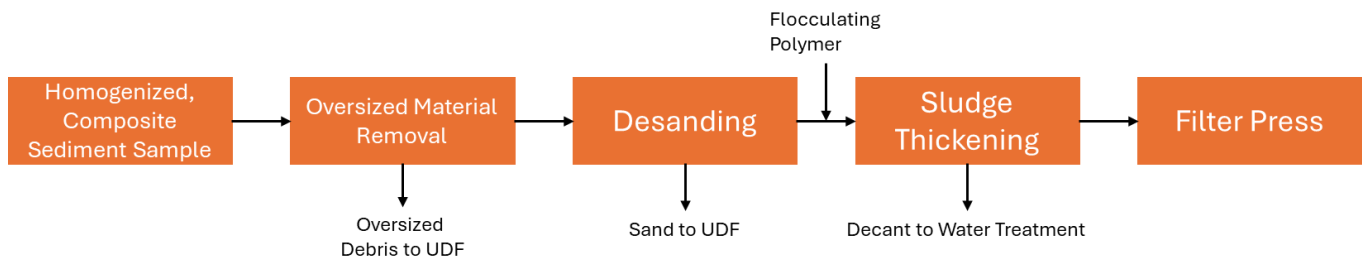 Flocculating
Polymer
Homogenized,
Composite
Sediment Sample
Oversized Material
Removal
Desanding
Sludge
Thickening
Filter Press
Oversized
Debris to UDF
Sand to UDF
Decant to Water Treatment